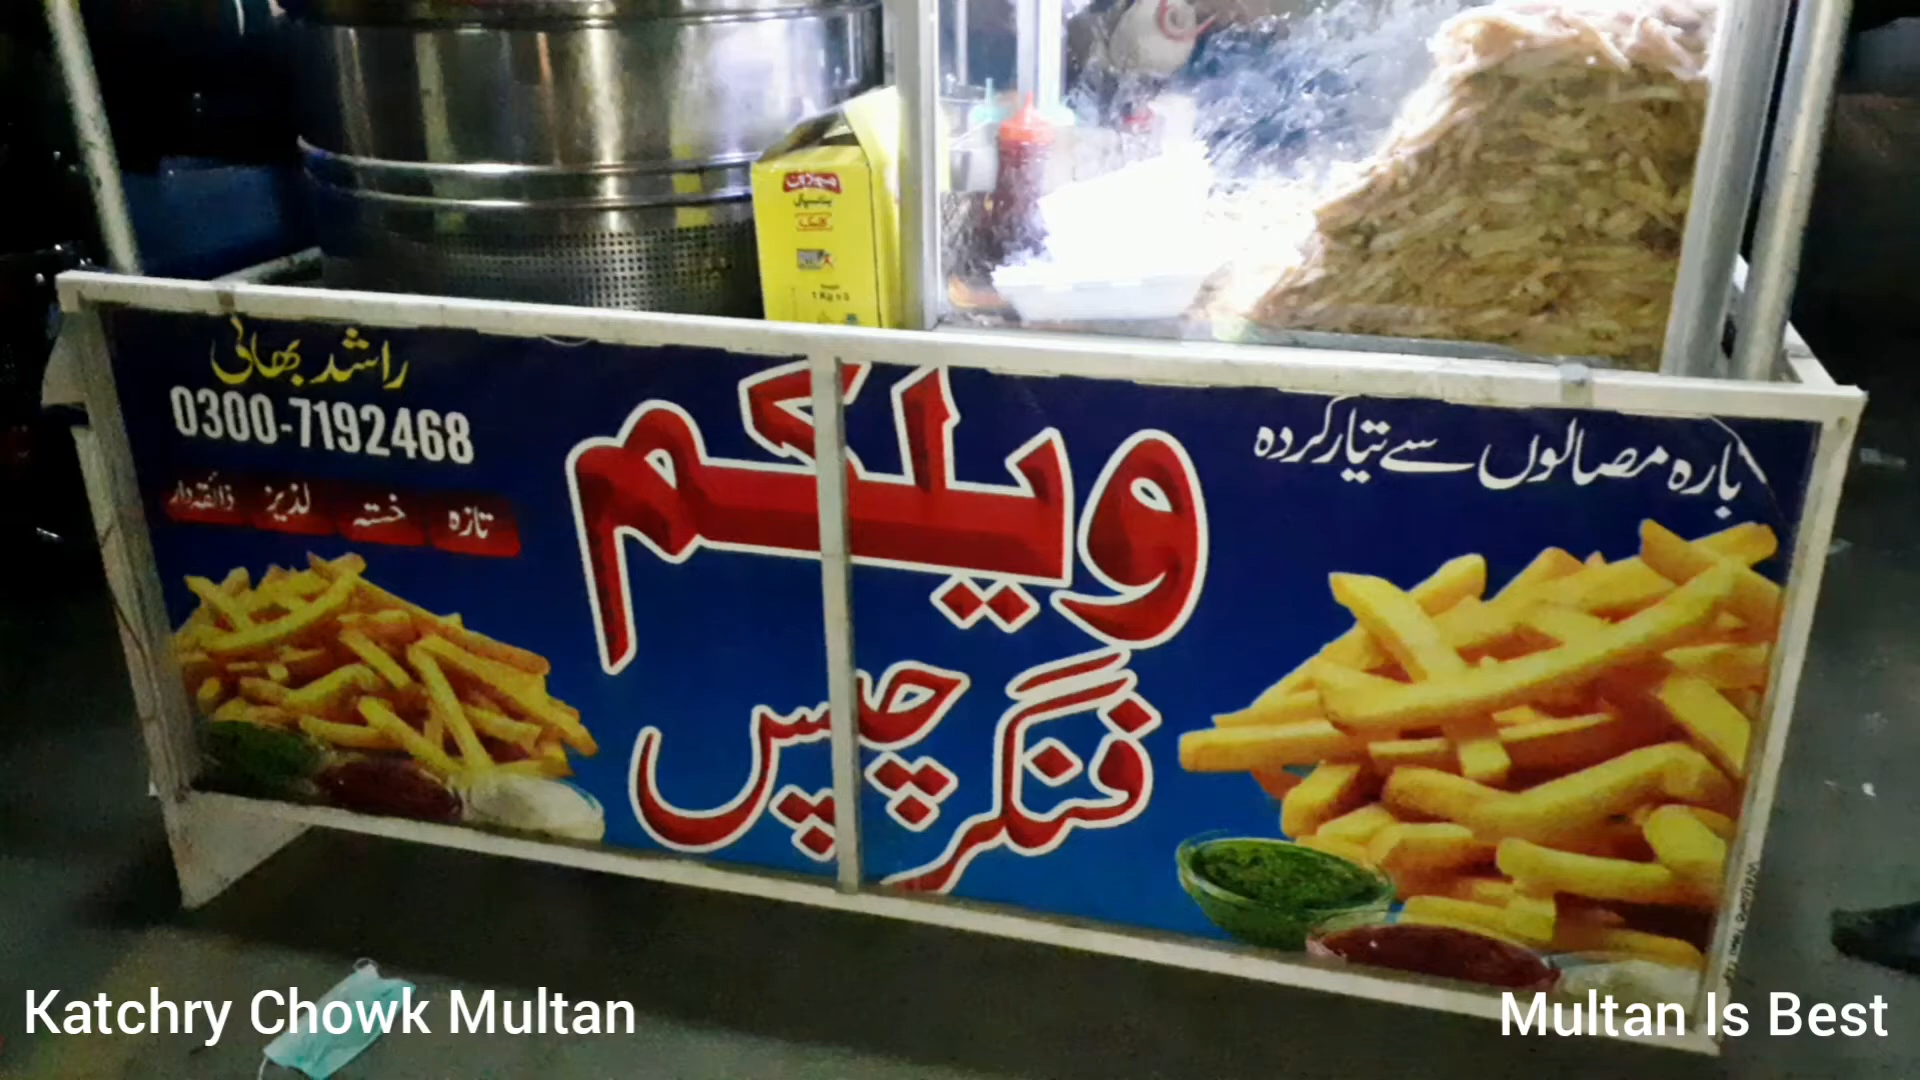 راشد بھائی
0300-7192468
تازہ خستہ لذیز ذائقہ دار
بارہ مصالوں سے تیار کردہ
ویلکم
فنگر چپس
بناسپتی
Katchry Chowk Multan
Multan Is Best